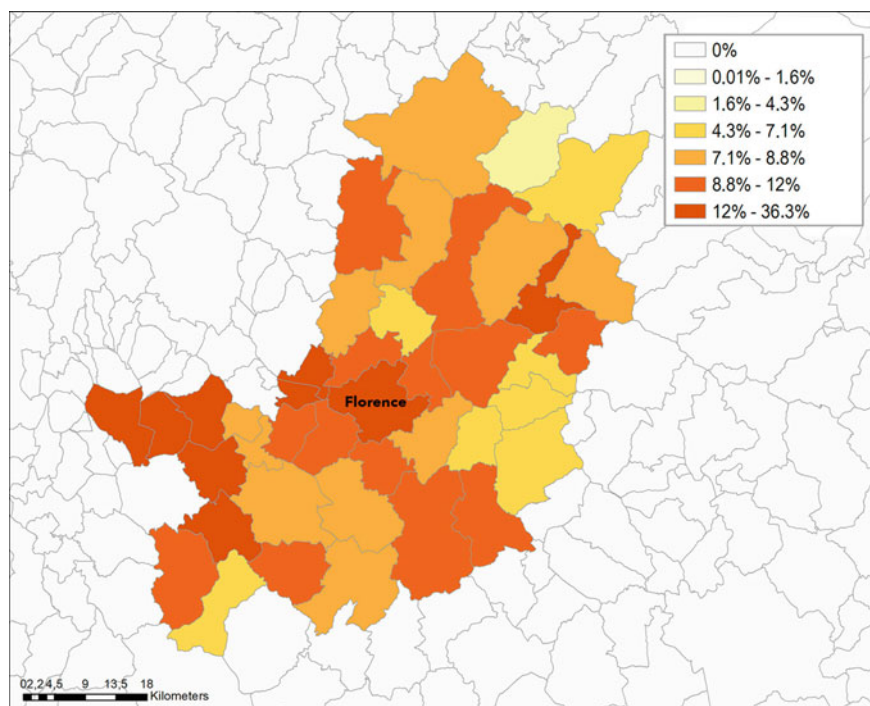 0%
0.01% - 1.6%
1.6% - 4.3%
4.3% - 7.1%
7.1% - 8.8%
8.8% - 12%
12% - 36.3%
Florence
02,24,5 9 13,5 18
Kilometers